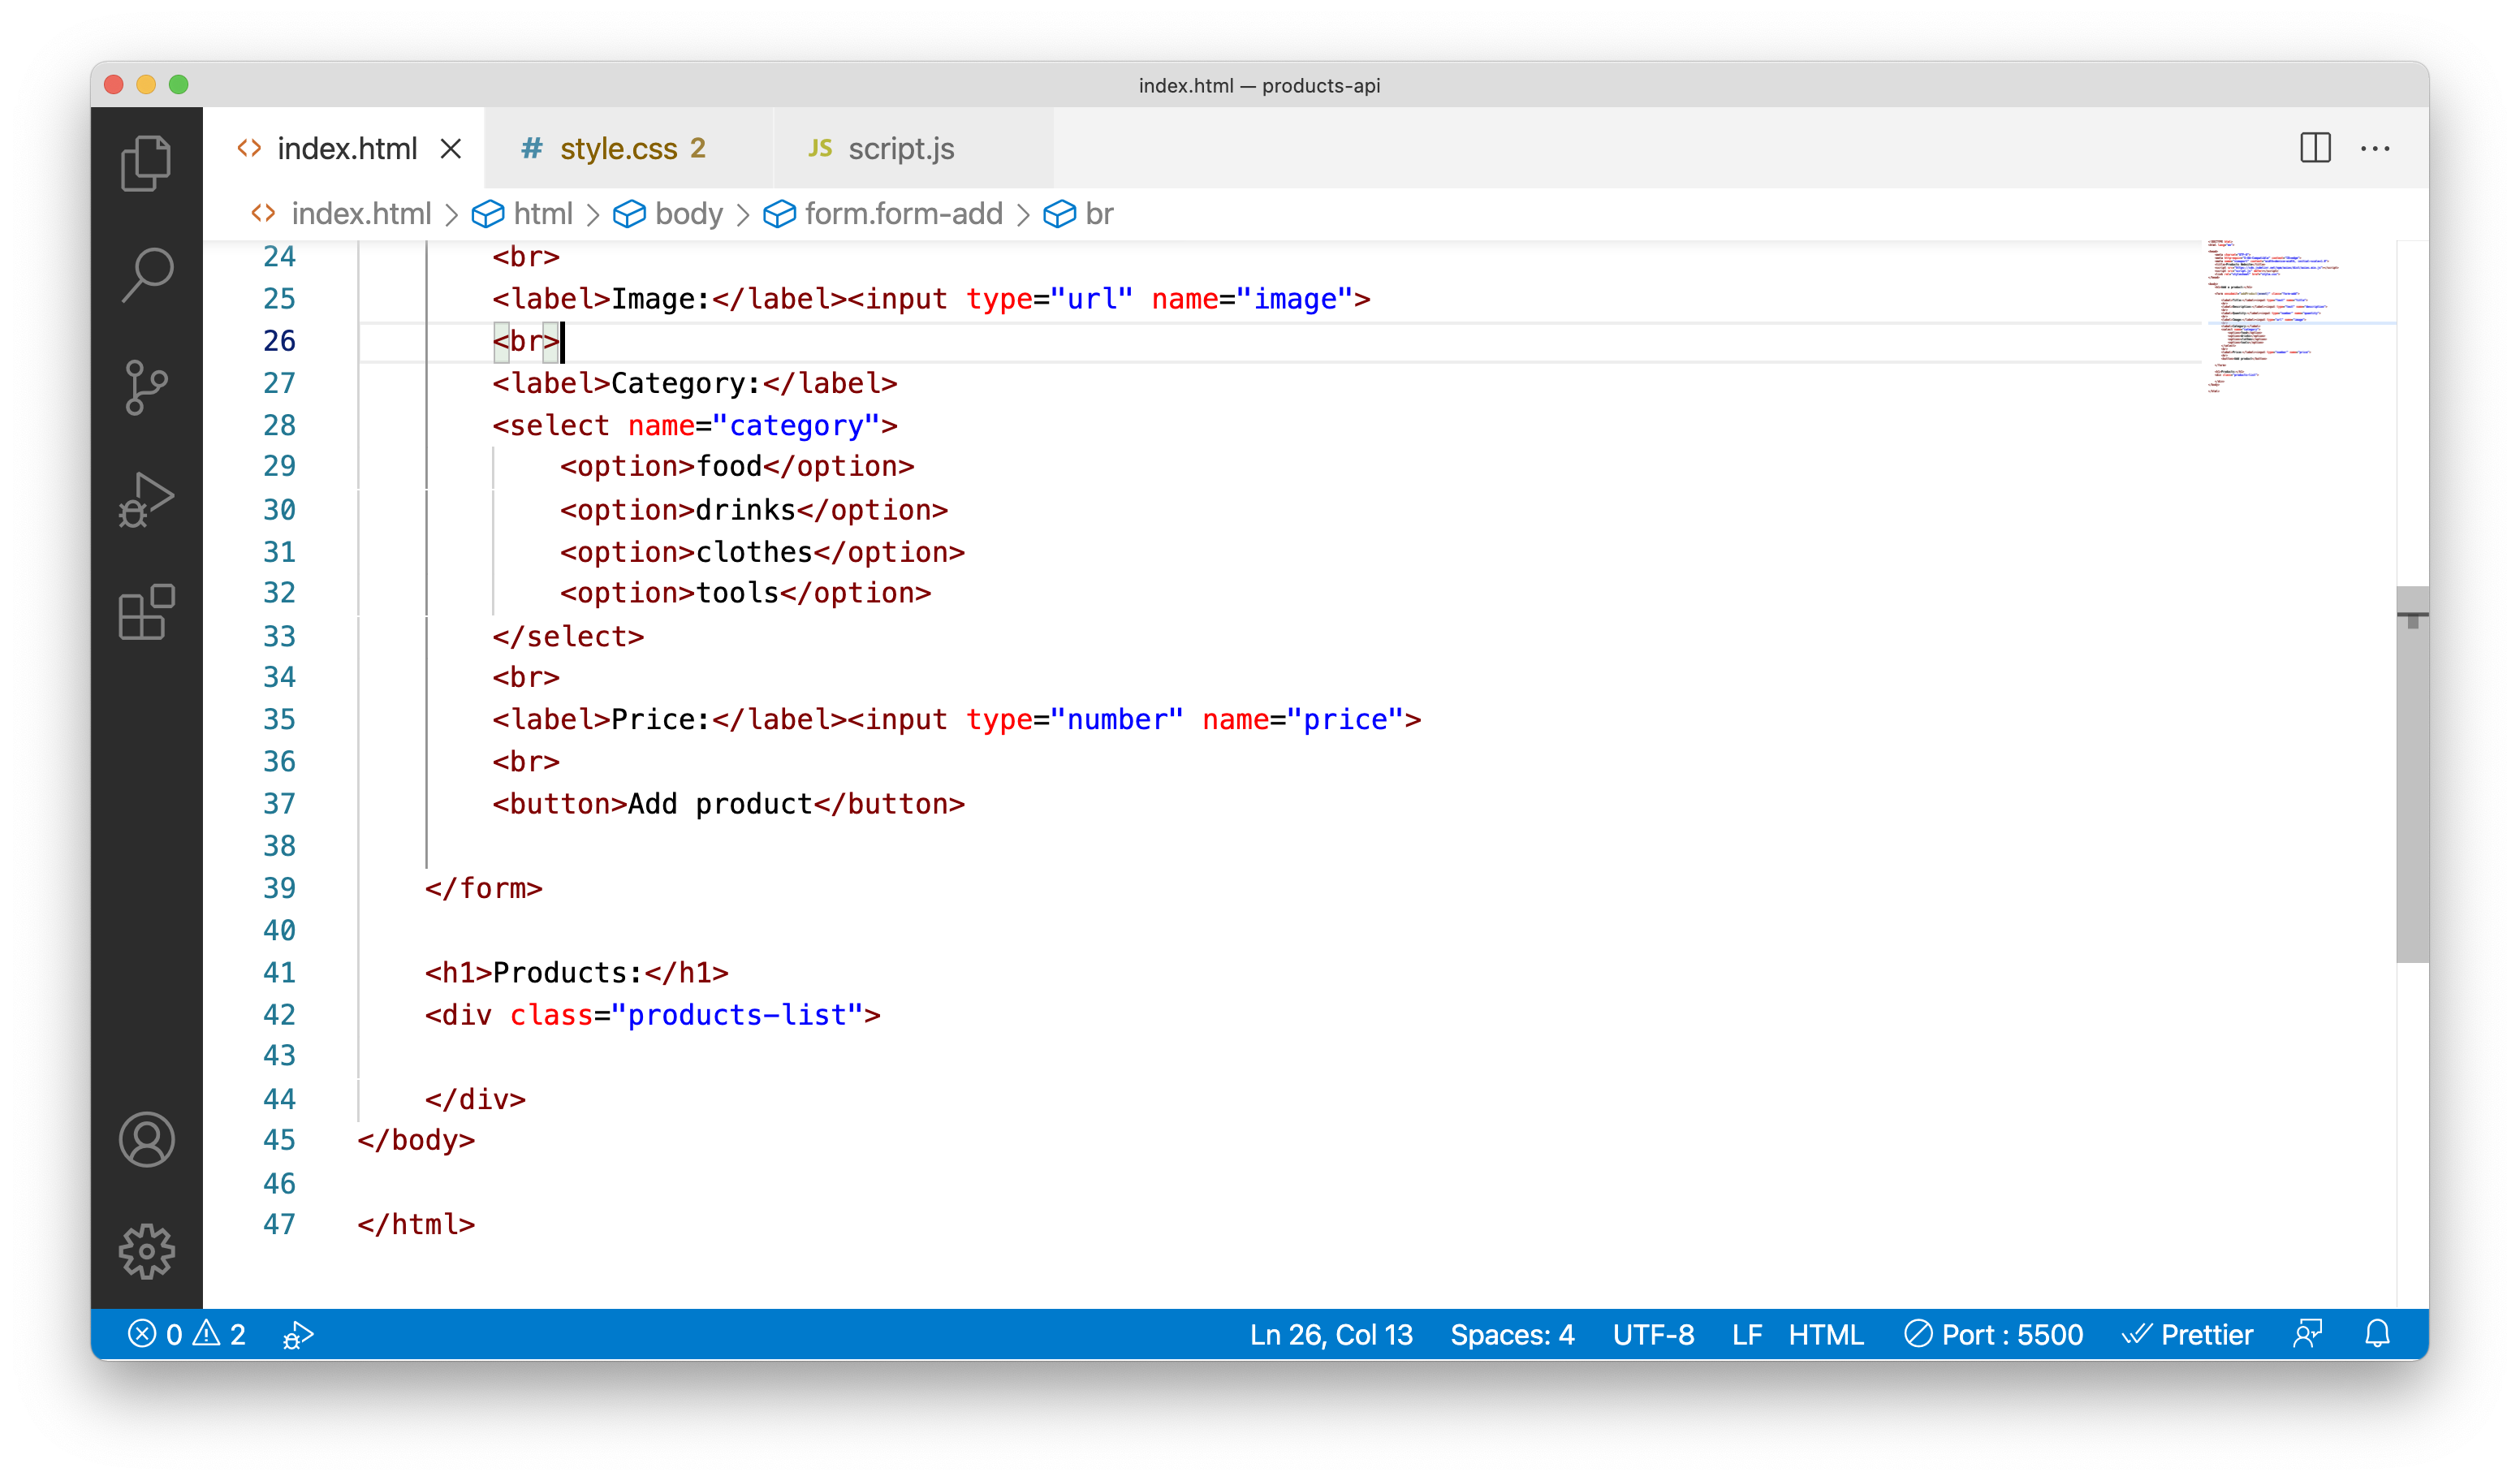 index.html — products-api
index.html
# style.css 2
JS script.js
index.html > html > body > form.form-add > br
24 <br>
25 <label>Image:</label><input type="url" name="image">
26 <br>
27 <label>Category:</label>
28 <select name="category">
29 <option>food</option>
30 <option>drinks</option>
31 <option>clothes</option>
32 <option>tools</option>
33 </select>
34 <br>
35 <label>Price:</label><input type="number" name="price">
36 <br>
37 <button>Add product</button>
38
39 </form>
40
41 <h1>Products:</h1>
42 <div class="products-list">
43
44 </div>
45 </body>
46
47 </html>
0 2 Ln 26, Col 13 Spaces: 4 UTF-8 LF HTML Port : 5500 Prettier